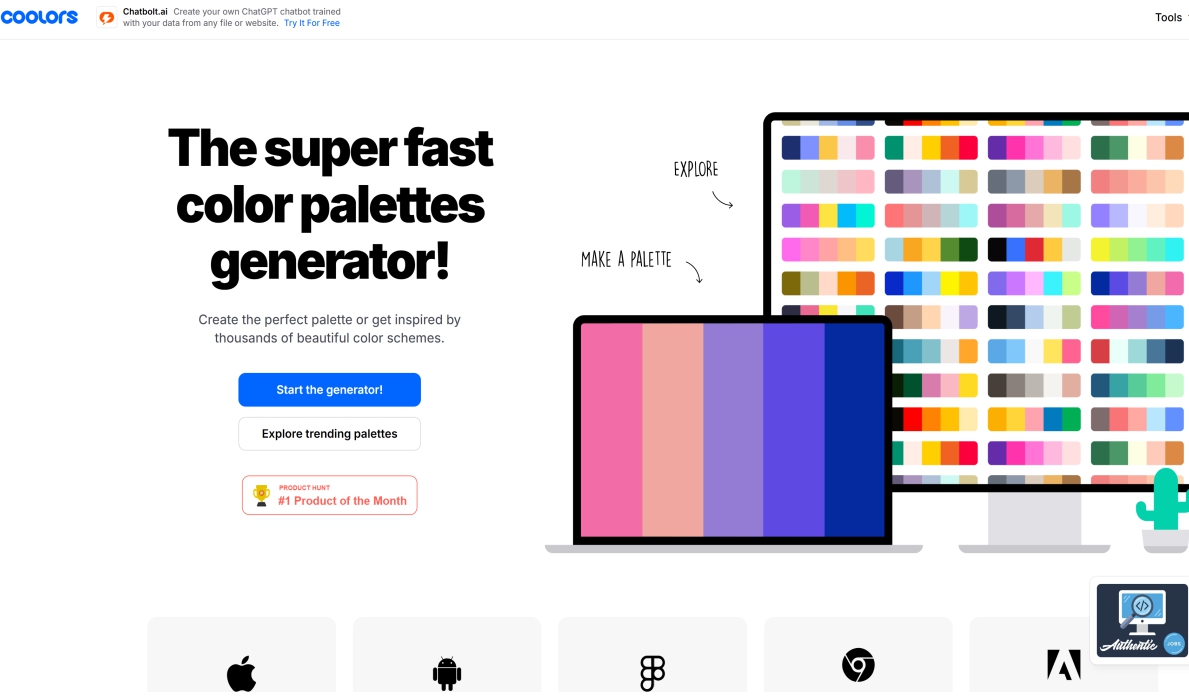 coolors
Chatbolt.ai Create your own ChatGPT chatbot trained
with your data from any file or website. Try It For Free
Tools
The super fast
color palettes
generator!
EXPLORE
MAKE A PALETTE
Create the perfect palette or get inspired by
thousands of beautiful color schemes.
Start the generator!
Explore trending palettes
PRODUCT HUNT
#1 Product of the Month
Authentic
JOBS